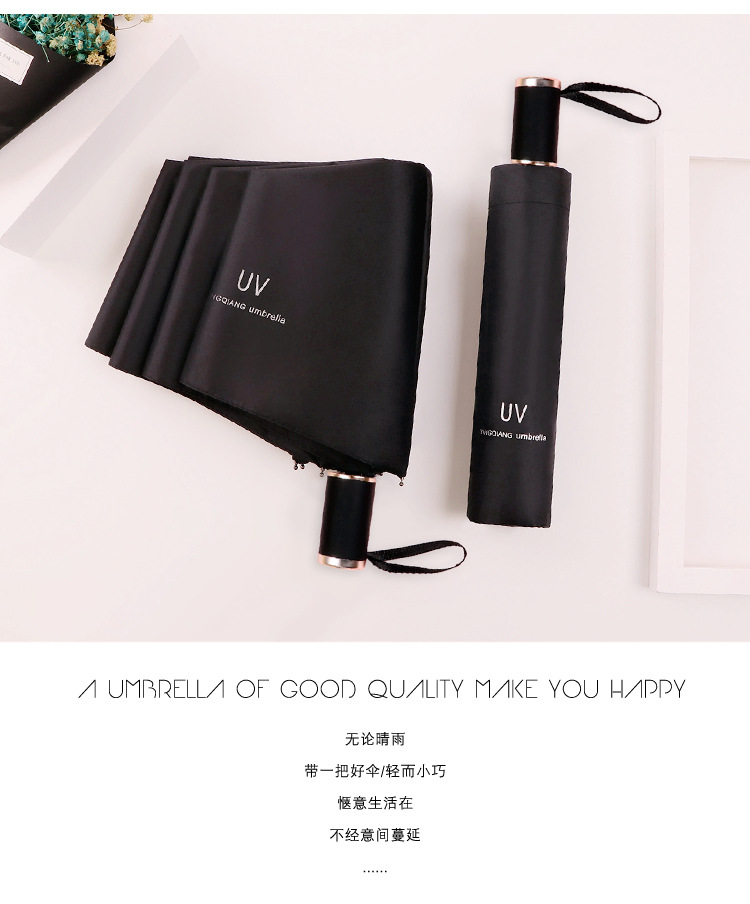 UV
umbrella
UV
umbrella
A UMBRELLA OF GOOD QUALITY MAKE YOU HAPPY
无论晴雨
带一把好伞/轻而小巧
惬意生活在
不经意间蔓延
......